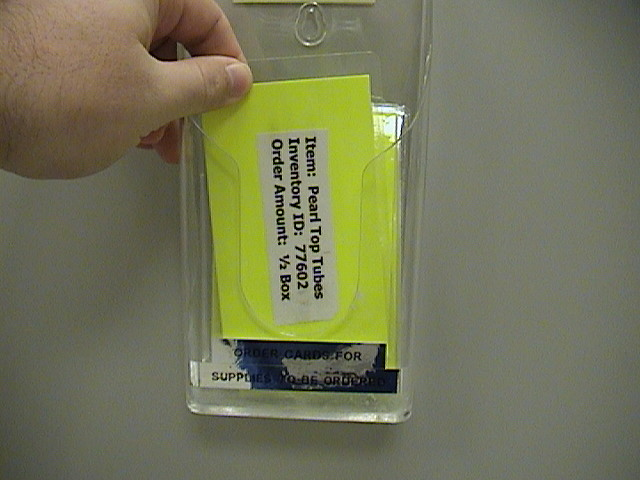 Item: Pearl Top Tubes
Inventory ID: 77602
Order Amount: ½ Box
ORDER CARDS FOR
SUPPLIES TO BE ORDERED